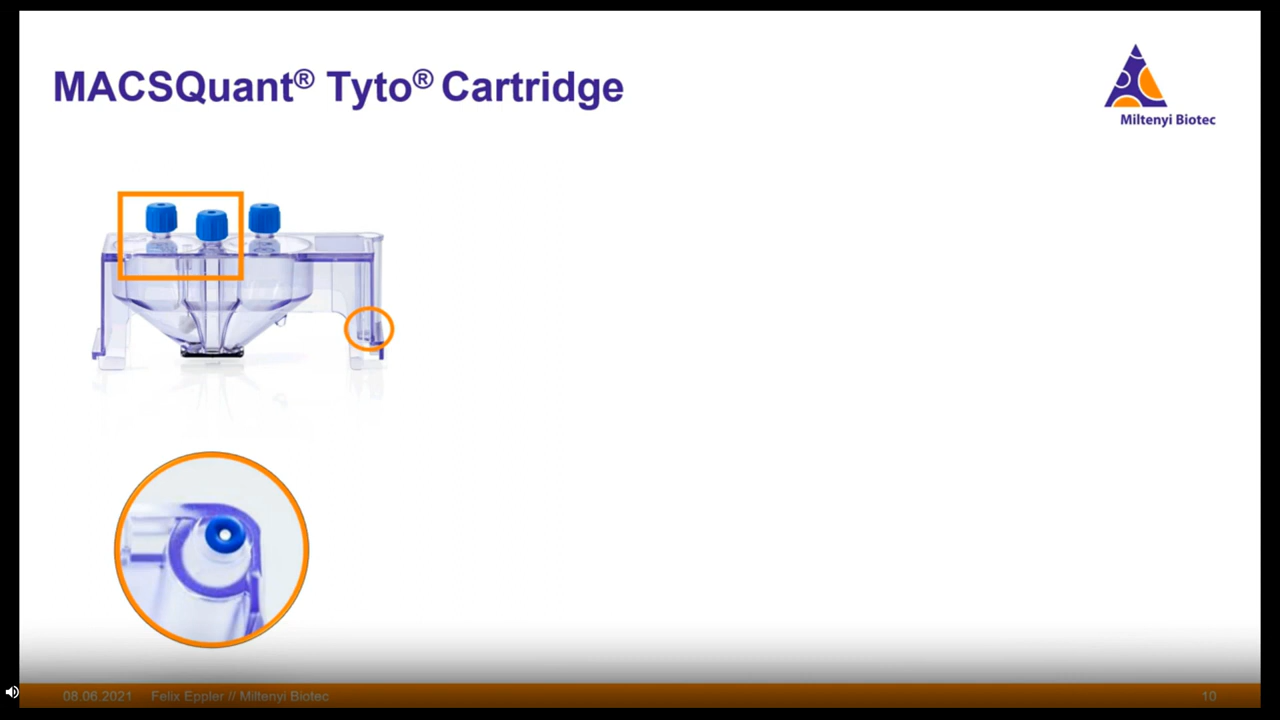 MACSQuant® Tyto® Cartridge
Miltenyi Biotec
08.06.2021 Felix Eppler // Miltenyi Biotec
10